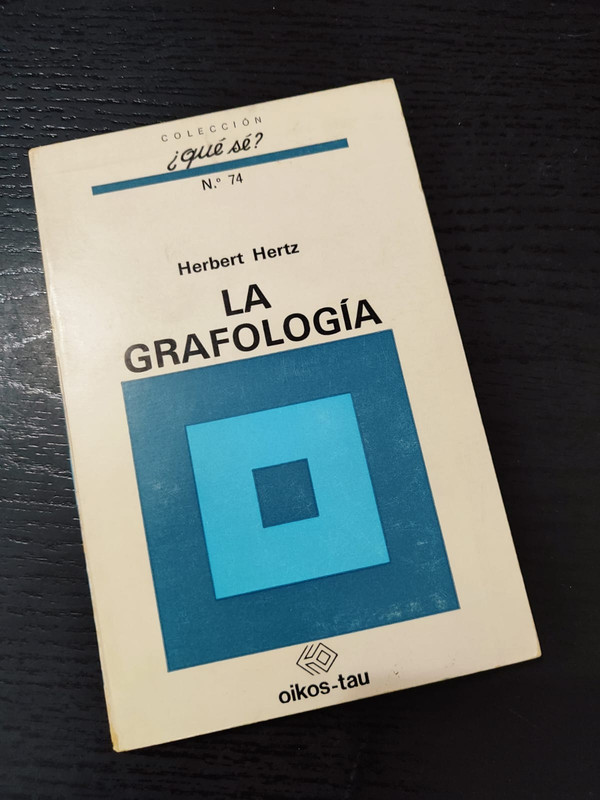 COLECCIÓN
¿qué sé?
N.º 74
Herbert Hertz
LA
GRAFOLOGÍA
oikos-tau